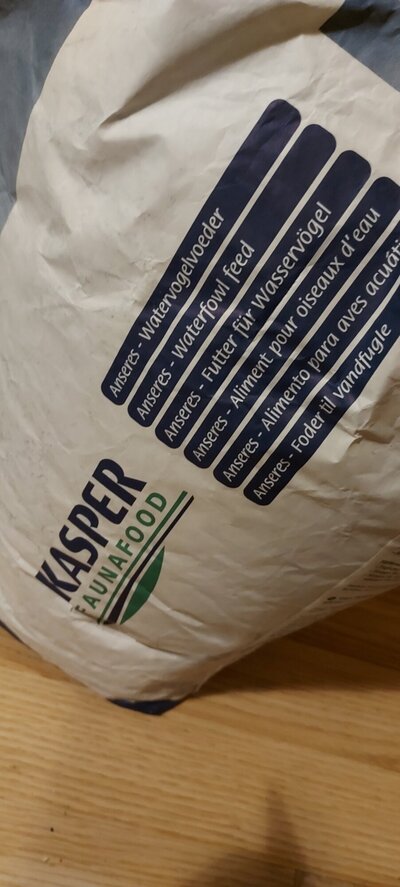 Anseres - Watervogelvoeder
Anseres - Waterfowl feed
Anseres - Futter für Wasservögel
Anseres - Aliment pour oiseaux d'eau
Anseres - Alimento para aves
Anseres - Foder til vandfugle
KASPER
FAUNAFOOD